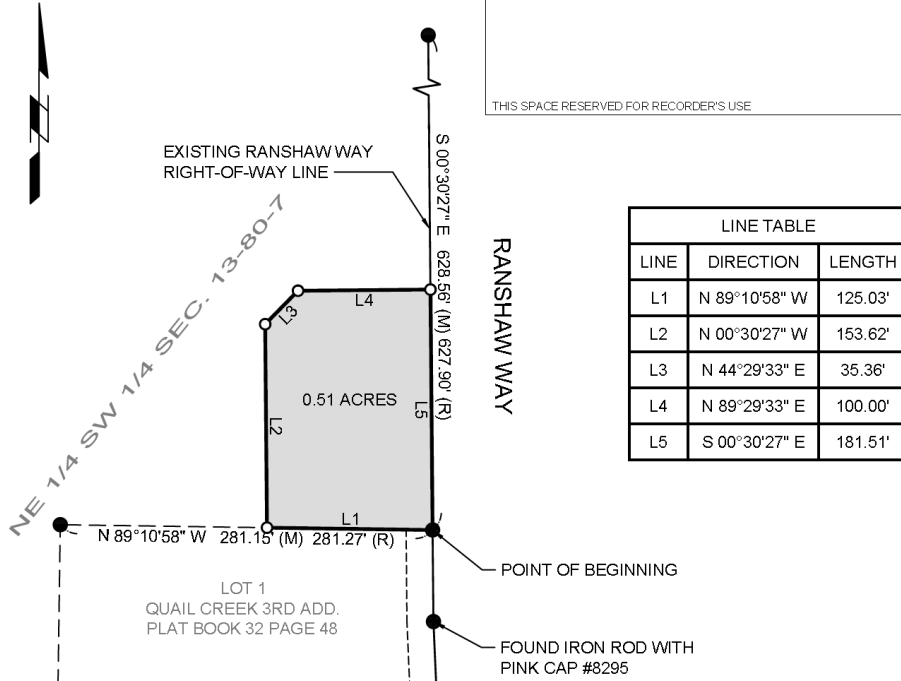 THIS SPACE RESERVED FOR RECORDER'S USE
N
EXISTING RANSHAW WAY
RIGHT-OF-WAY LINE
S 00°30'27" E 628.56' (M) 627.90' (R)
RANSHAW WAY
NE 1/4 SW 1/4 SEC. 13-80-7
L4
L3
0.51 ACRES
L2
L5
L1
N 89°10'58" W 281.15' (M) 281.27' (R)
POINT OF BEGINNING
LOT 1
QUAIL CREEK 3RD ADD.
PLAT BOOK 32 PAGE 48
FOUND IRON ROD WITH
PINK CAP #8295
LINE TABLE
LINE DIRECTION LENGTH
L1 N 89°10'58" W 125.03'
L2 N 00°30'27" W 153.62'
L3 N 44°29'33" E 35.36'
L4 N 89°29'33" E 100.00'
L5 S 00°30'27" E 181.51'